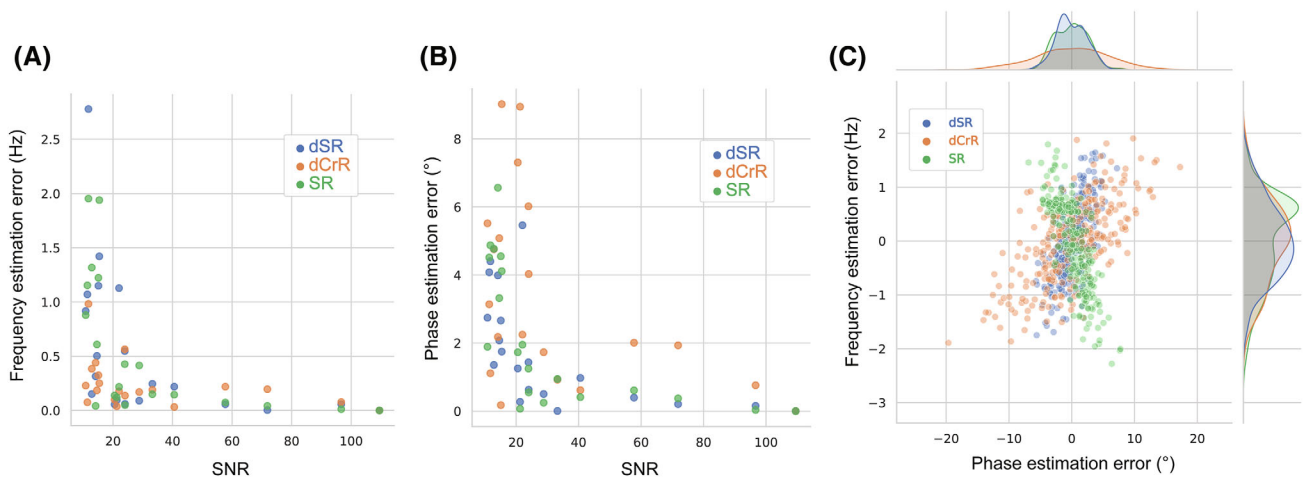 (A)
Frequency estimation error (Hz)
2.5
2.0
1.5
1.0
0.5
0.0
20 40 60 80 100
SNR
dSR
dCrR
SR
(B)
Phase estimation error (°)
8
6
4
2
0
20 40 60 80 100
SNR
dSR
dCrR
SR
(C)
Frequency estimation error (Hz)
2
1
0
−1
−2
−3
−20 −10 0 10 20
Phase estimation error (°)
dSR
dCrR
SR